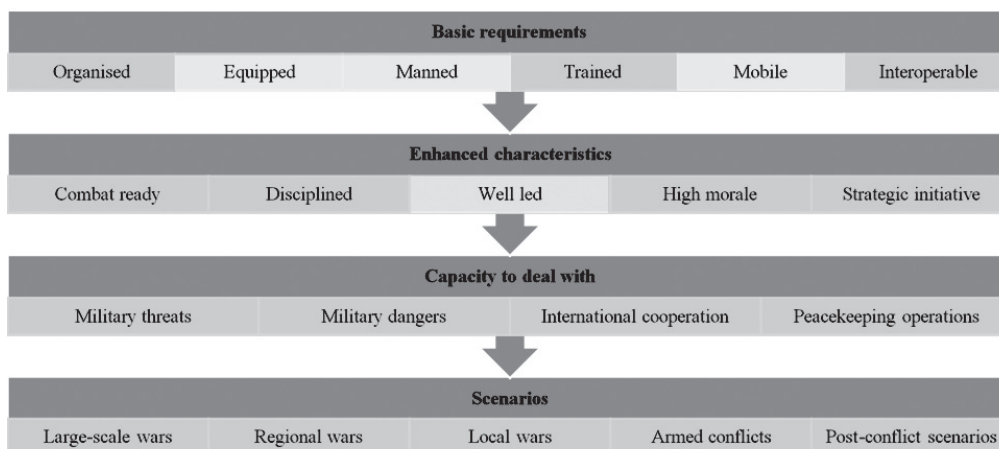 Basic requirements
Organised Equipped Manned Trained Mobile Interoperable
Enhanced characteristics
Combat ready Disciplined Well led High morale Strategic initiative
Capacity to deal with
Military threats Military dangers International cooperation Peacekeeping operations
Scenarios
Large-scale wars Regional wars Local wars Armed conflicts Post-conflict scenarios